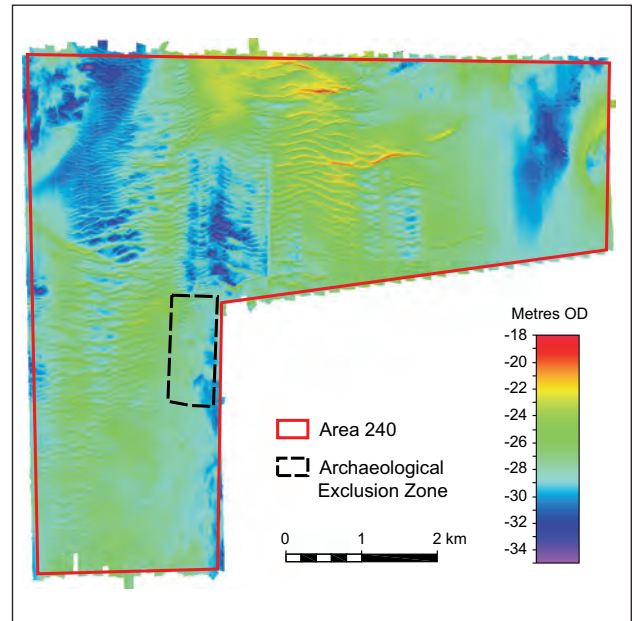 Metres OD
-18
-20
-22
-24
-26
-28
-30
-32
-34
Area 240
Archaeological
Exclusion Zone
0 1 2 km